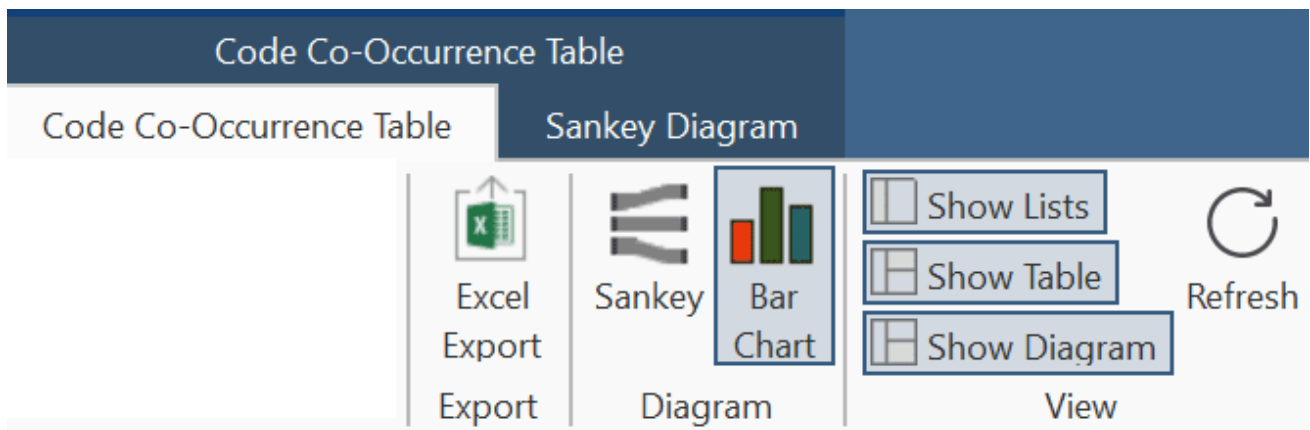 Code Co-Occurrence Table
Code Co-Occurrence Table
Sankey Diagram
Excel
Export
Export
Sankey
Bar
Chart
Diagram
Show Lists
Show Table
Show Diagram
Refresh
View